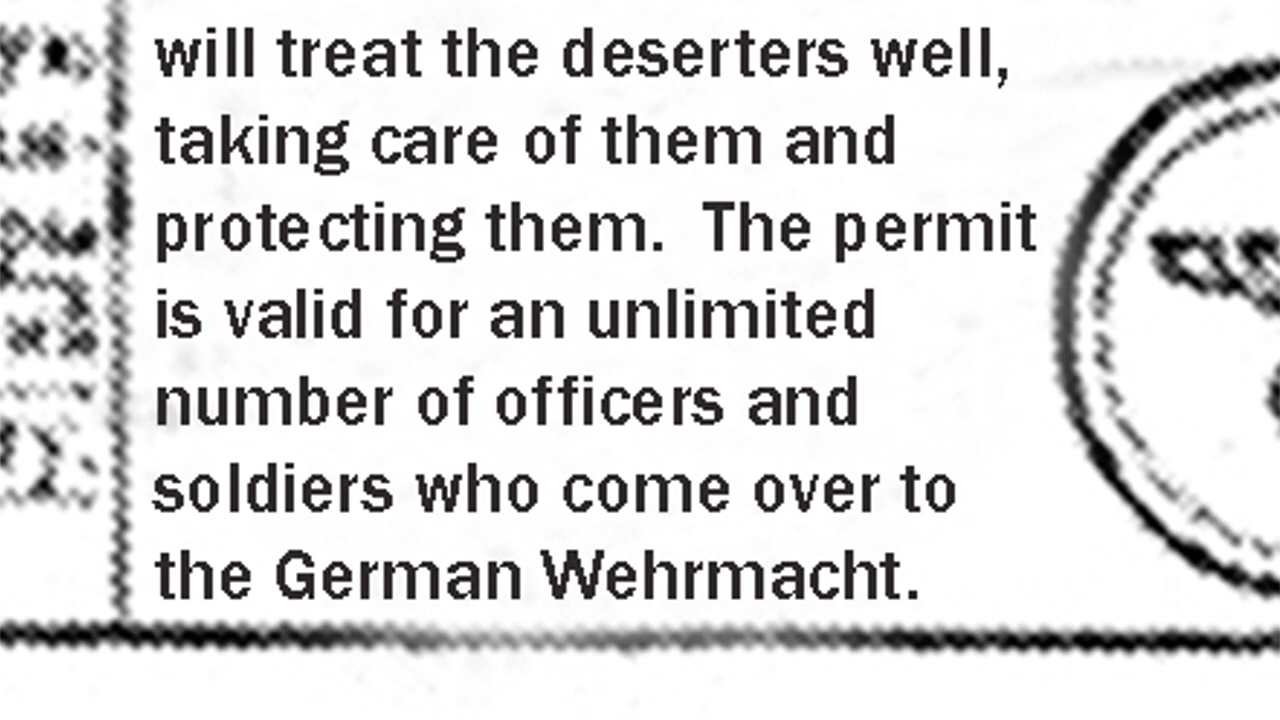 will treat the deserters well,
taking care of them and
protecting them. The permit
is valid for an unlimited
number of officers and
soldiers who come over to
the German Wehrmacht.